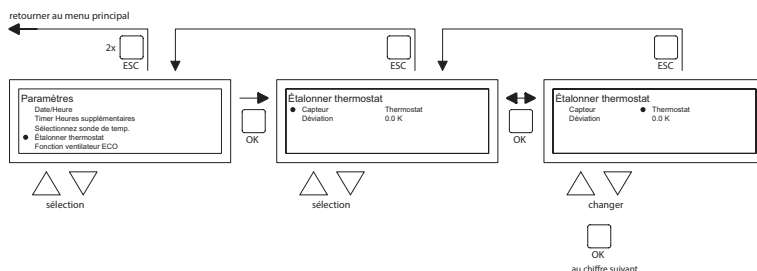 retourner au menu principal
2x
ESC
ESC
ESC
Paramètres
Date/Heure
Timer Heures supplémentaires
Sélectionnez sonde de temp.
Étalonner thermostat
Fonction ventilateur ECO
OK
Étalonner thermostat
Capteur Thermostat
Déviation 0.0 K
OK
Étalonner thermostat
Capteur Thermostat
Déviation 0.0 K
sélection
sélection
changer
OK
au chiffre suivant